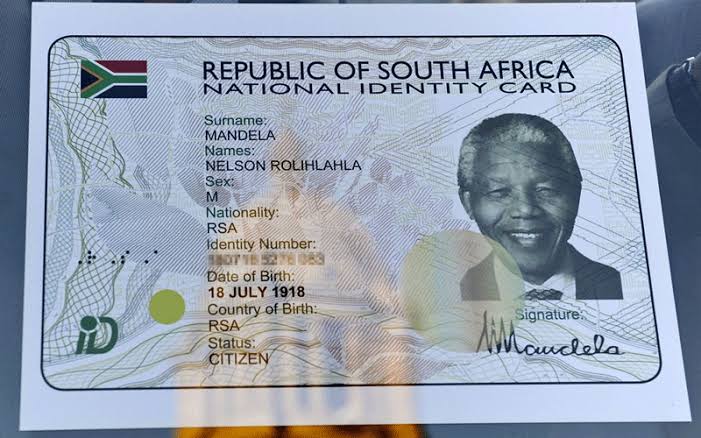 REPUBLIC OF SOUTH AFRICA
NATIONAL IDENTITY CARD
Surname:
MANDELA
Names:
NELSON ROLIHLAHLA
Sex:
M
Nationality:
RSA
Identity Number:
Date of Birth:
18 JULY 1918
Country of Birth:
RSA
Status:
CITIZEN
Signature:
Mandela
iD